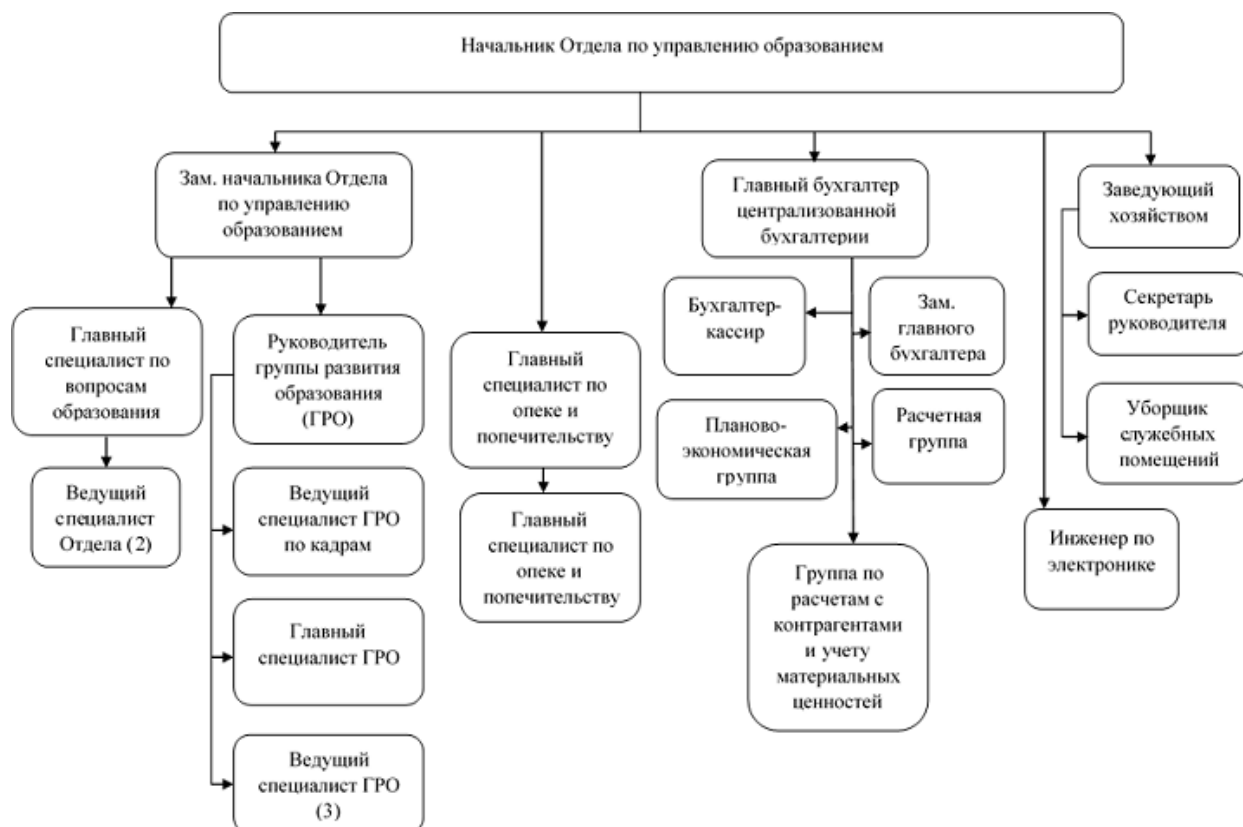 Начальник Отдела по управлению образованием
Зам. начальника Отдела
по управлению
образованием
Главный бухгалтер
централизованной
бухгалтерии
Заведующий
хозяйством
Главный
специалист по
вопросам
образования
Руководитель
группы развития
образования
(ГРО)
Главный
специалист по
опеке и
попечительству
Бухгалтер-
кассир
Зам.
главного
бухгалтера
Секретарь
руководителя
Планово-
экономическая
группа
Расчетная
группа
Уборщик
служебных
помещений
Ведущий
специалист
Отдела (2)
Ведущий
специалист ГРО
по кадрам
Главный
специалист по
опеке и
попечительству
Группа по
расчетам с
контрагентами
и учету
материальных
ценностей
Инженер по
электронике
Главный
специалист ГРО
Ведущий
специалист ГРО
(3)